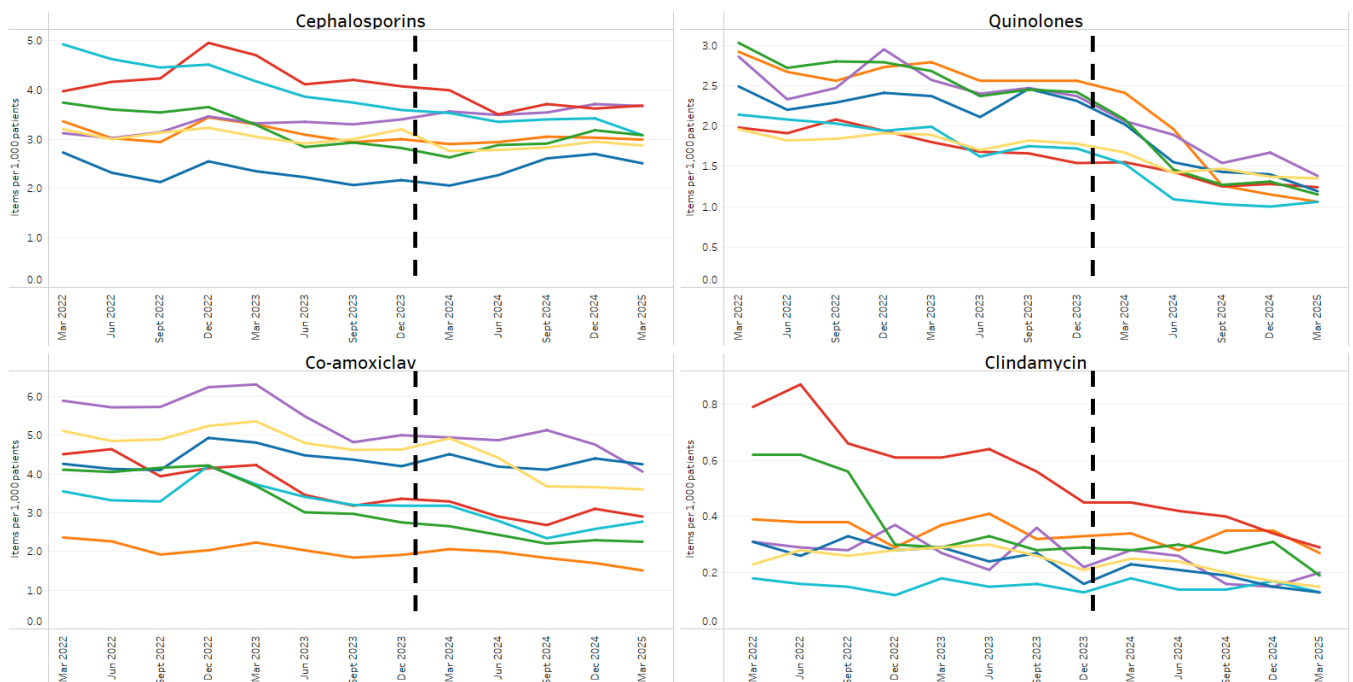 Cephalosporins
Items per 1,000 patients
5.0
4.0
3.0
2.0
1.0
0.0
Mar 2022
Jun 2022
Sept 2022
Dec 2022
Mar 2023
Jun 2023
Sept 2023
Dec 2023
Mar 2024
Jun 2024
Sept 2024
Dec 2024
Mar 2025
Quinolones
Items per 1,000 patients
3.0
2.5
2.0
1.5
1.0
0.5
0.0
Mar 2022
Jun 2022
Sept 2022
Dec 2022
Mar 2023
Jun 2023
Sept 2023
Dec 2023
Mar 2024
Jun 2024
Sept 2024
Dec 2024
Mar 2025
Co-amoxiclav
Items per 1,000 patients
6.0
5.0
4.0
3.0
2.0
1.0
0.0
Mar 2022
Jun 2022
Sept 2022
Dec 2022
Mar 2023
Jun 2023
Sept 2023
Dec 2023
Mar 2024
Jun 2024
Sept 2024
Dec 2024
Mar 2025
Clindamycin
Items per 1,000 patients
0.8
0.6
0.4
0.2
0.0
Mar 2022
Jun 2022
Sept 2022
Dec 2022
Mar 2023
Jun 2023
Sept 2023
Dec 2023
Mar 2024
Jun 2024
Sept 2024
Dec 2024
Mar 2025